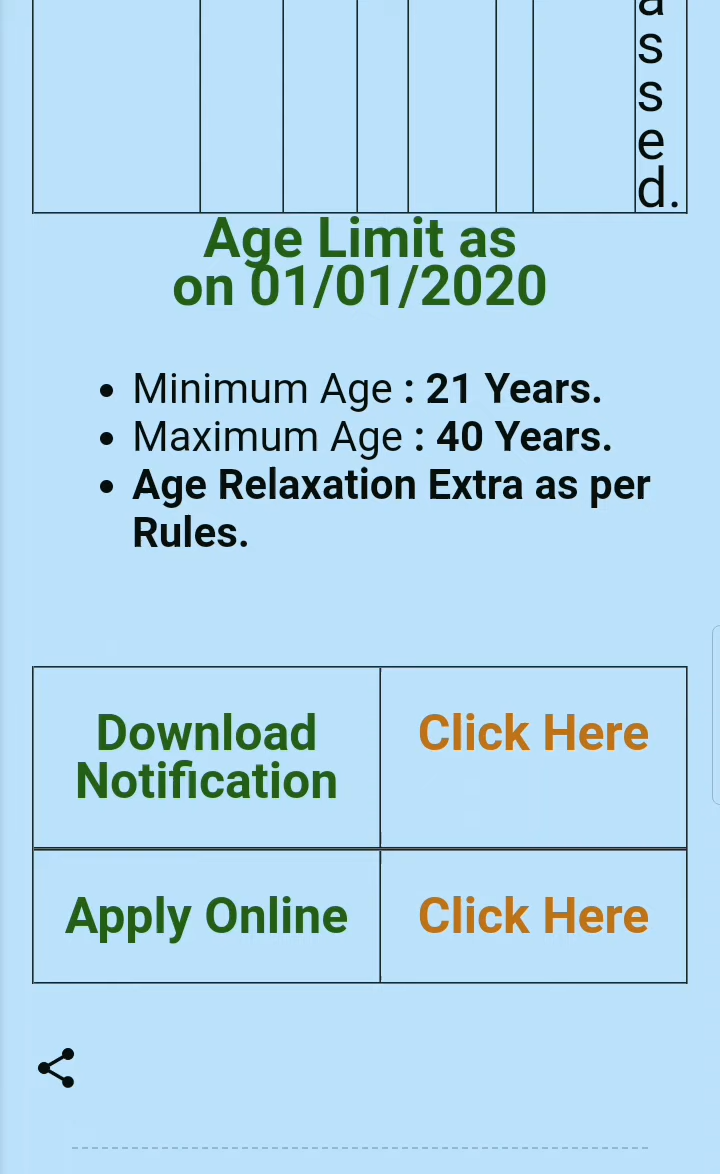 a
s
s
e
d.
Age Limit as
on 01/01/2020
Minimum Age : 21 Years.
Maximum Age : 40 Years.
Age Relaxation Extra as per
Rules.
Download Click Here
Notification
Apply Online Click Here